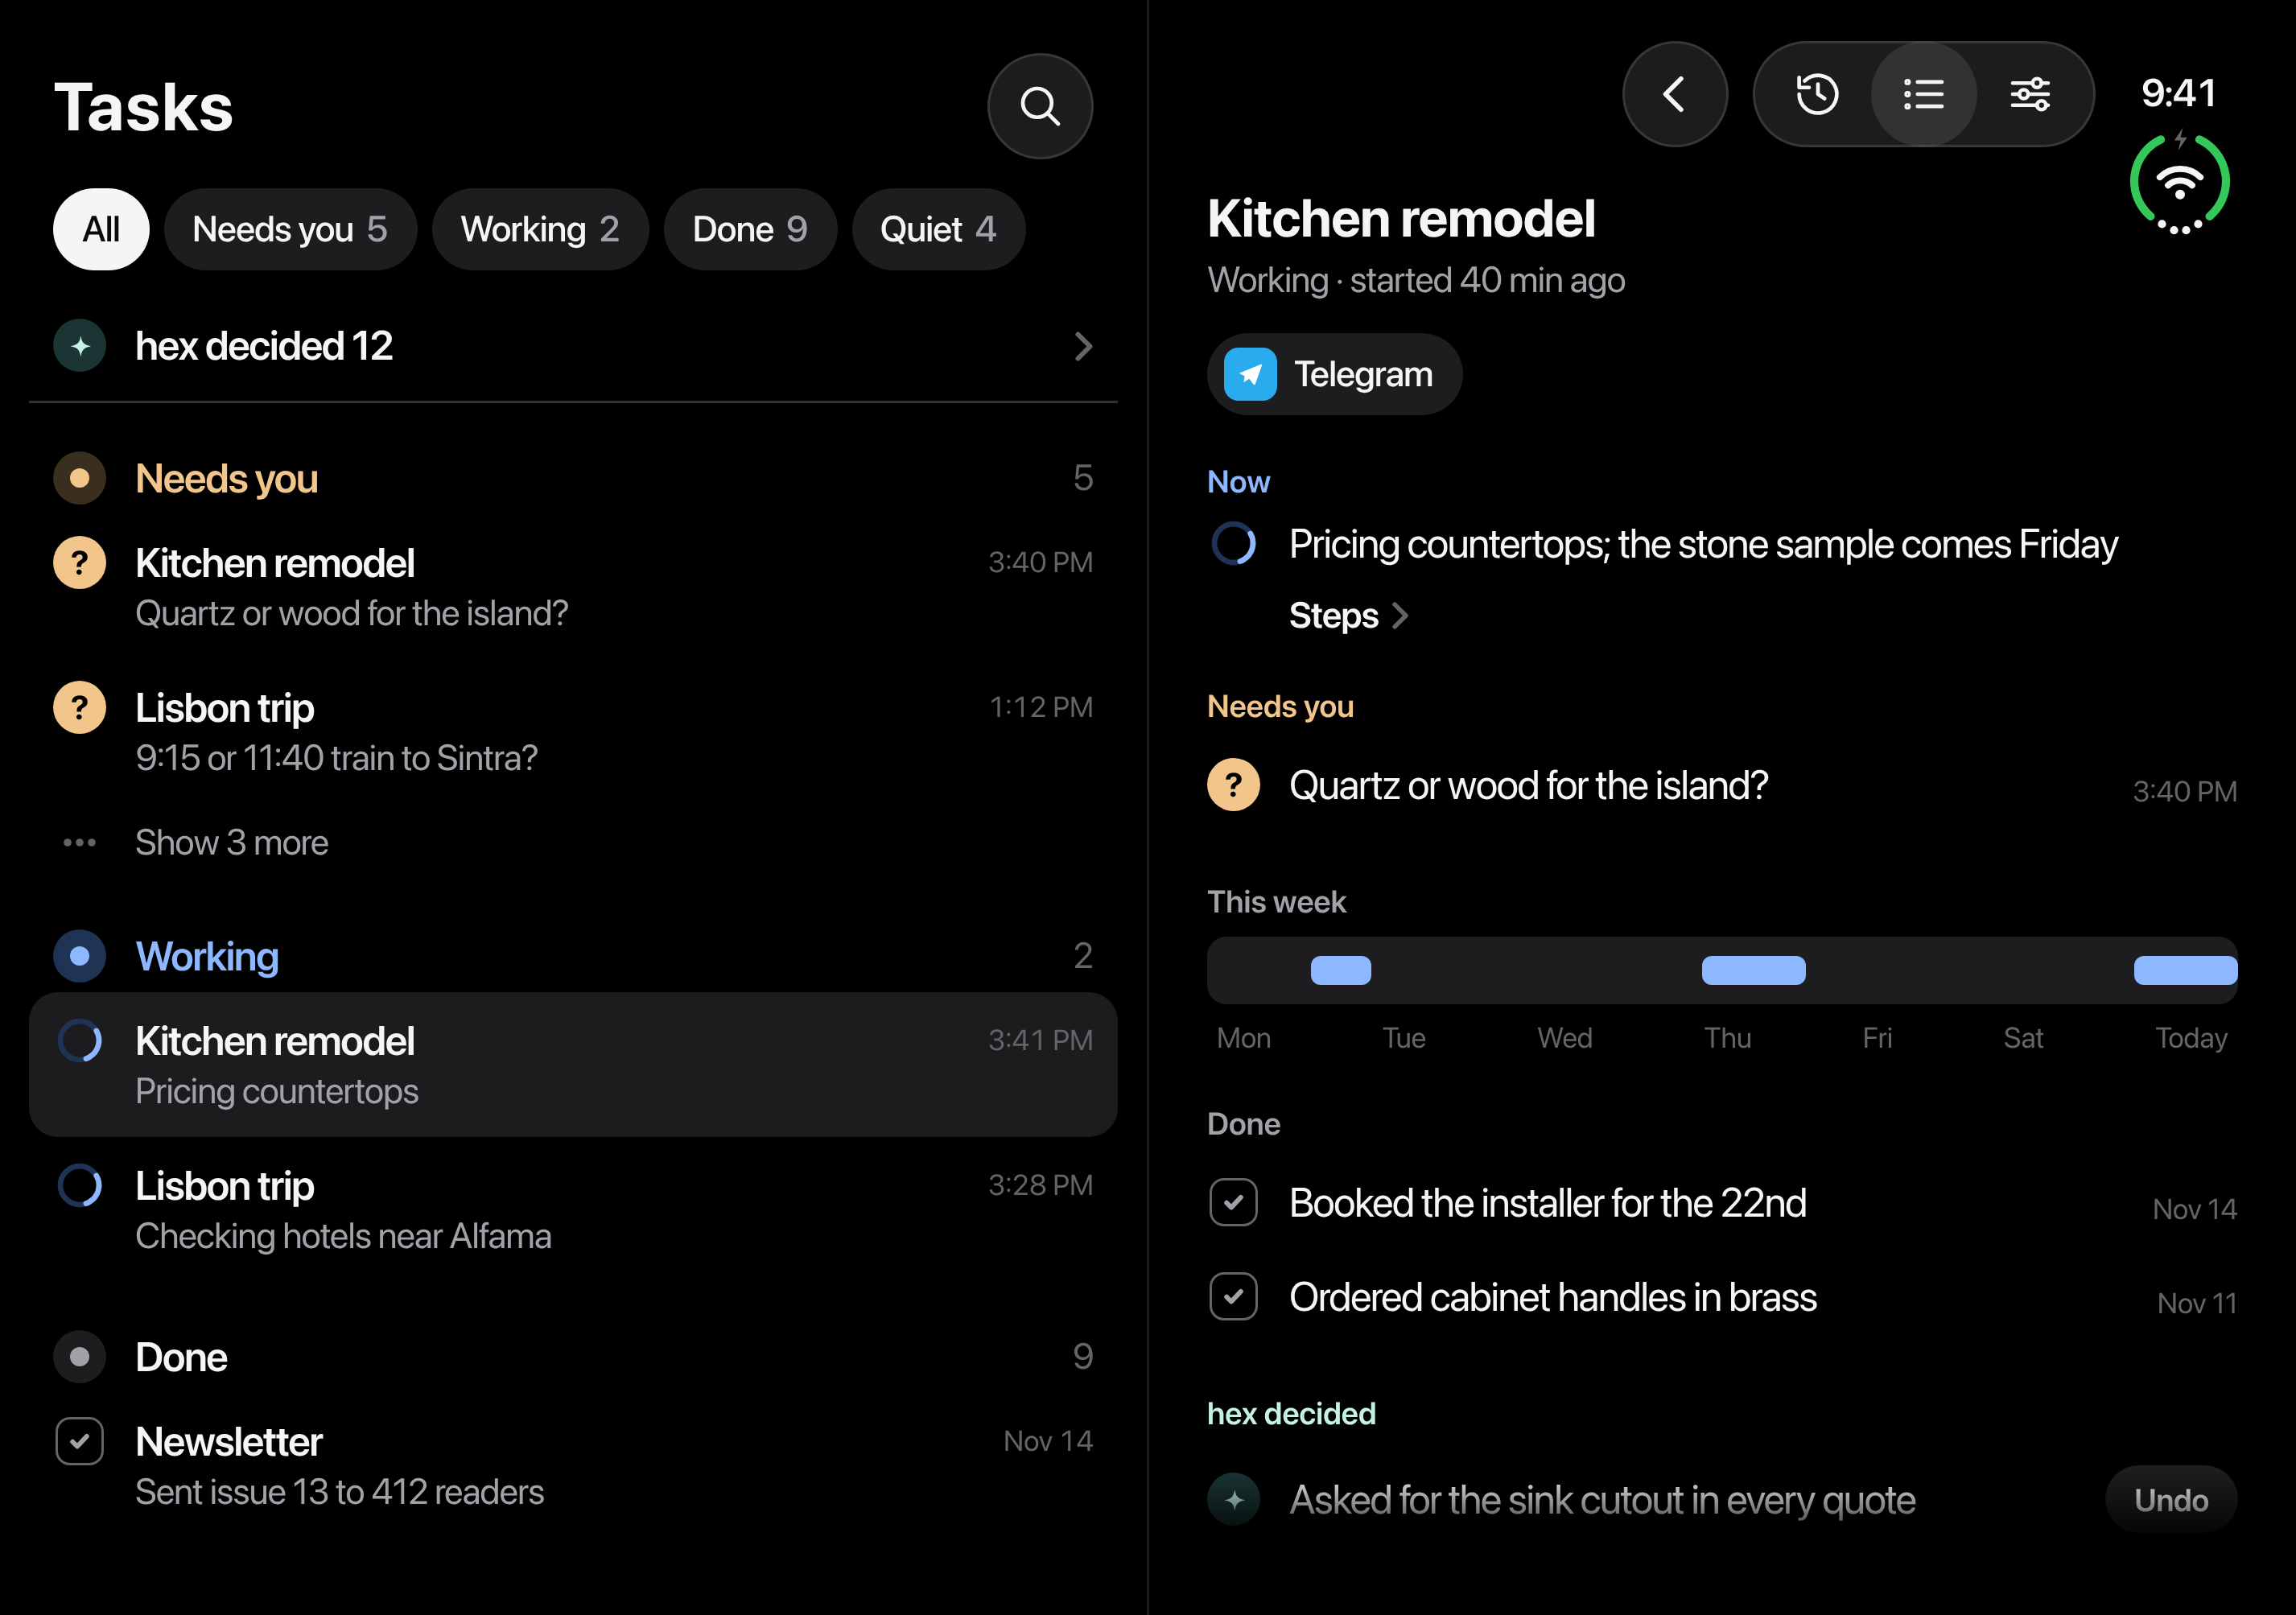 Tasks
All
Needs you 5
Working 2
Done 9
Quiet 4
hex decided 12
Needs you 5
? Kitchen remodel 3:40 PM
Quartz or wood for the island?
? Lisbon trip 1:12 PM
9:15 or 11:40 train to Sintra?
Show 3 more
Working 2
Kitchen remodel 3:41 PM
Pricing countertops
Lisbon trip 3:28 PM
Checking hotels near Alfama
Done 9
Newsletter Nov 14
Sent issue 13 to 412 readers
9:41
Kitchen remodel
Working · started 40 min ago
Telegram
Now
Pricing countertops; the stone sample comes Friday
Steps
Needs you
? Quartz or wood for the island? 3:40 PM
This week
Mon Tue Wed Thu Fri Sat Today
Done
Booked the installer for the 22nd Nov 14
Ordered cabinet handles in brass Nov 11
hex decided
Asked for the sink cutout in every quote Undo